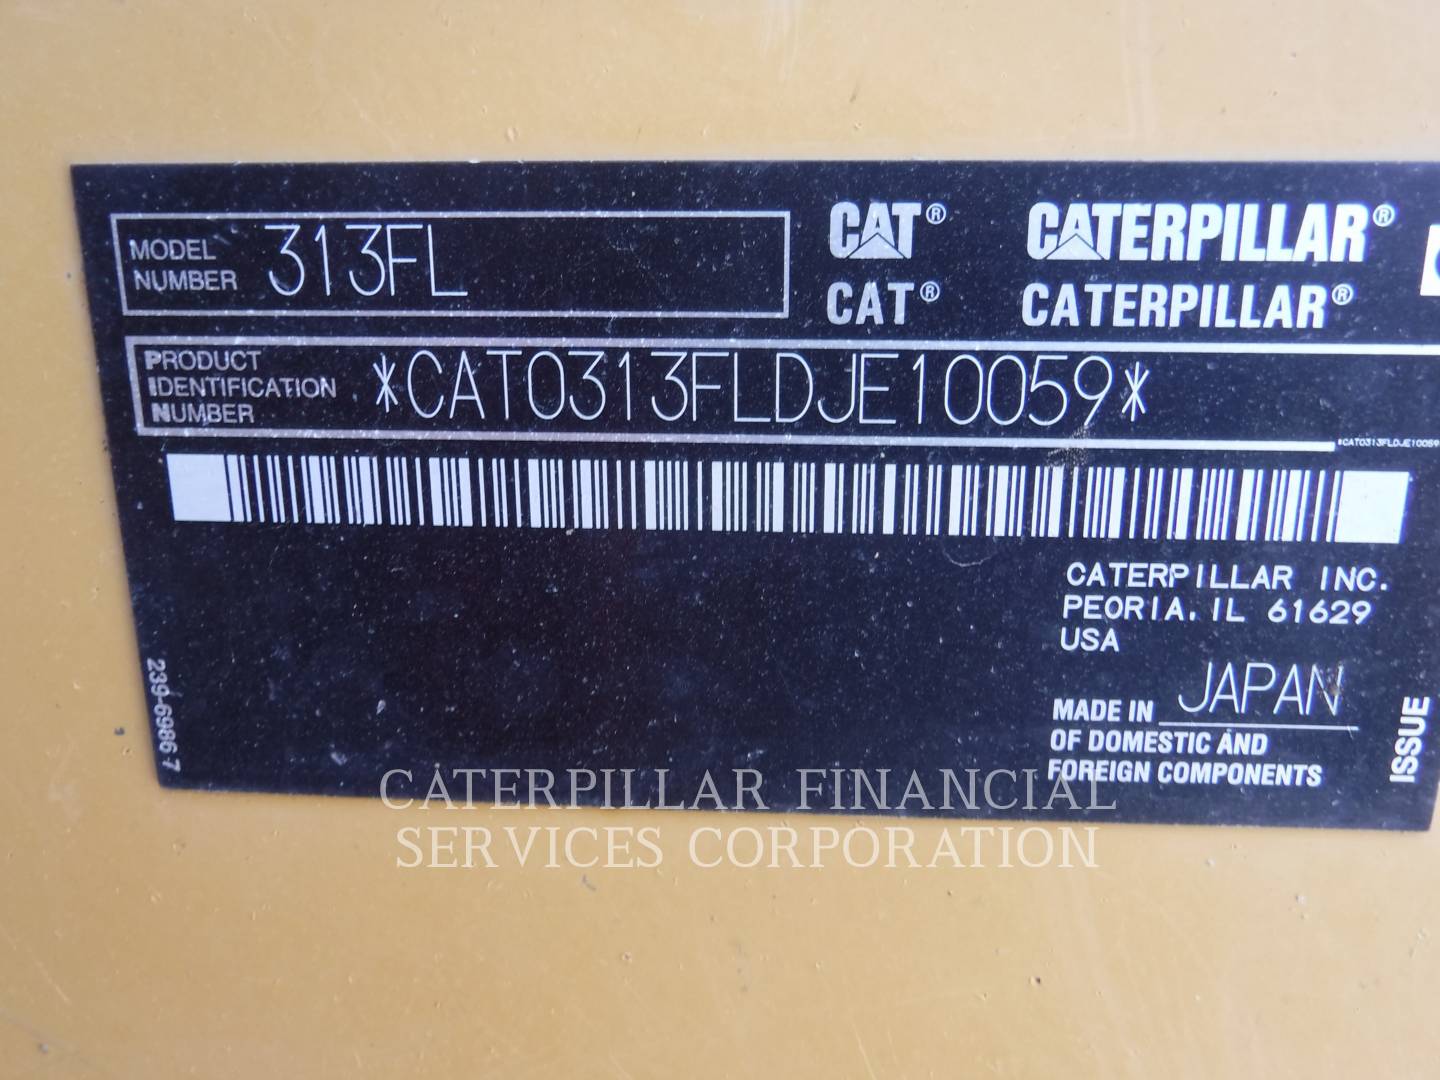 MODEL NUMBER 313FL
CAT® CATERPILLAR®
CAT® CATERPILLAR®
PRODUCT IDENTIFICATION NUMBER *CAT0313FLDJE10059*
*CAT0313FLDJE10059
CATERPILLAR INC.
PEORIA, IL 61629
USA
MADE IN JAPAN
OF DOMESTIC AND
FOREIGN COMPONENTS
ISSUE
239-6986 7
CATERPILLAR FINANCIAL
SERVICES CORPORATION